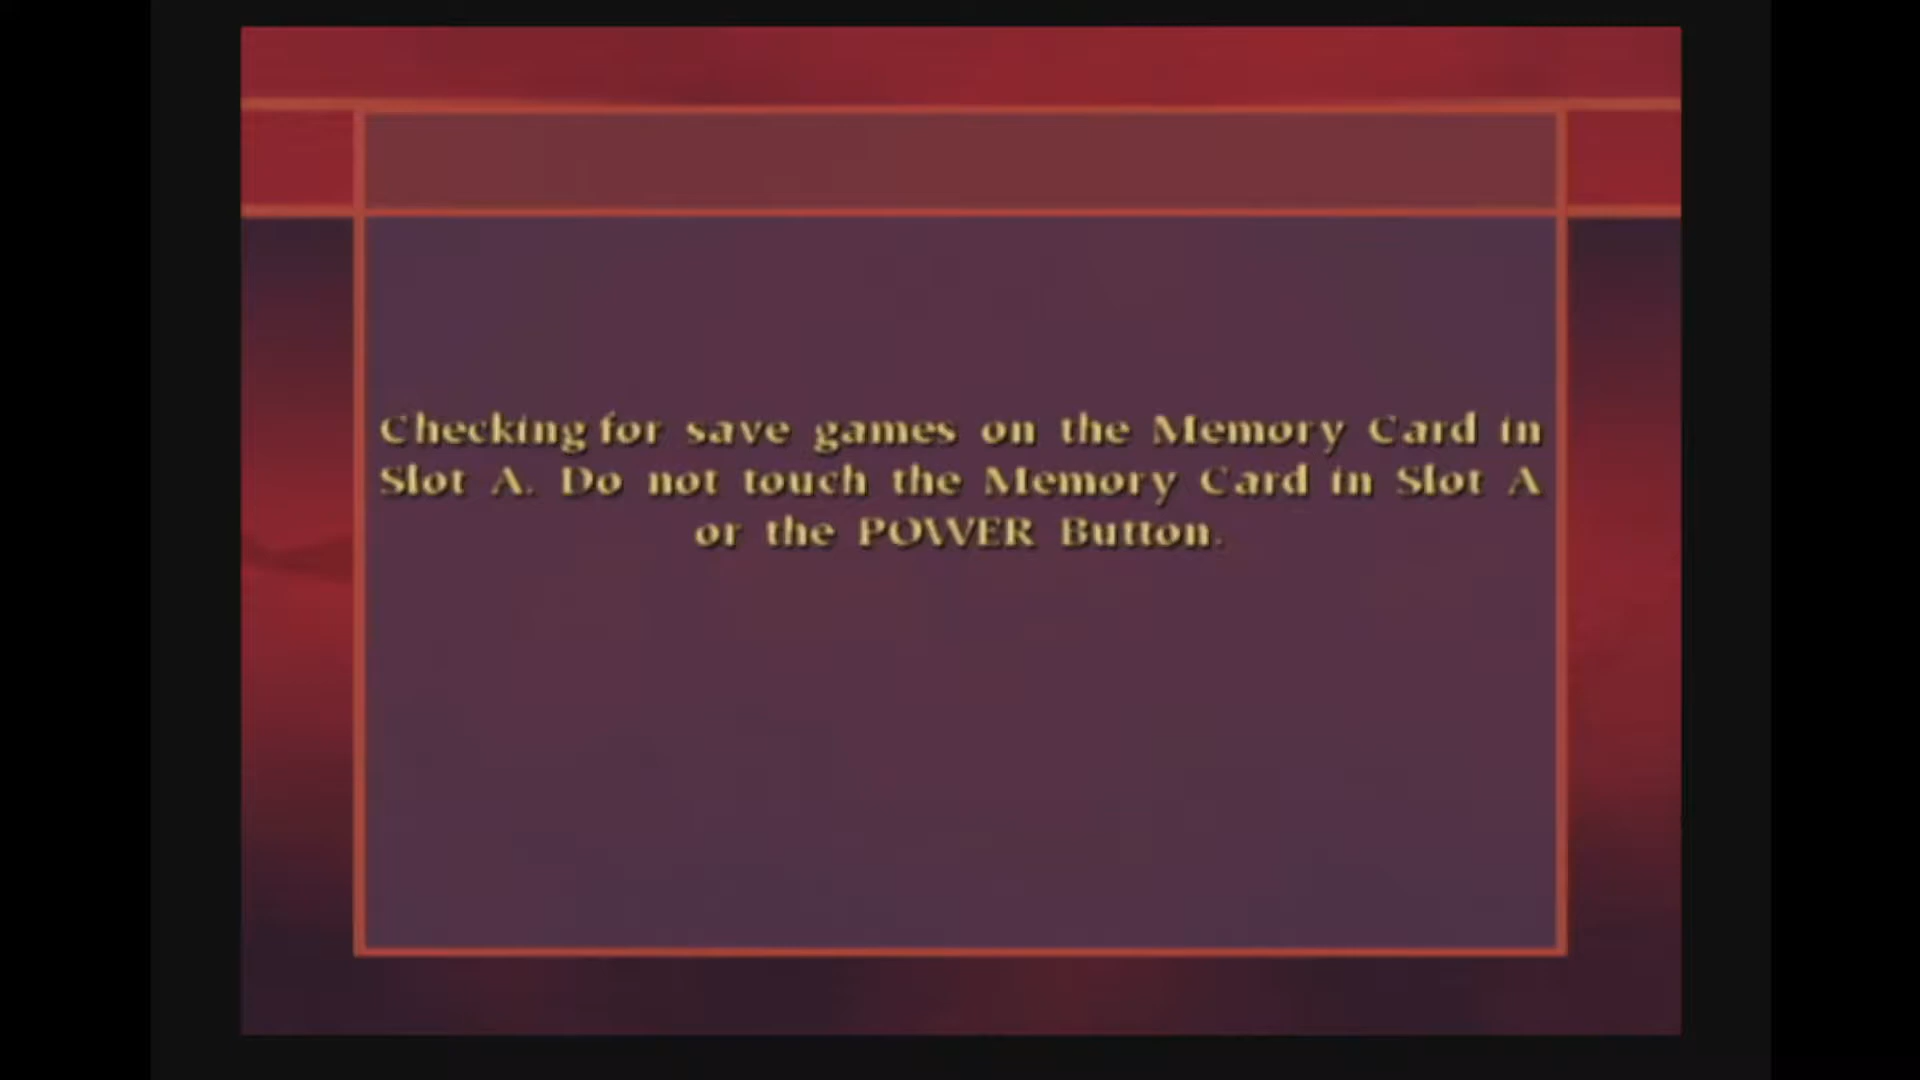 Checking for save games on the Memory Card in
Slot A. Do not touch the Memory Card in Slot A
or the POWER Button.